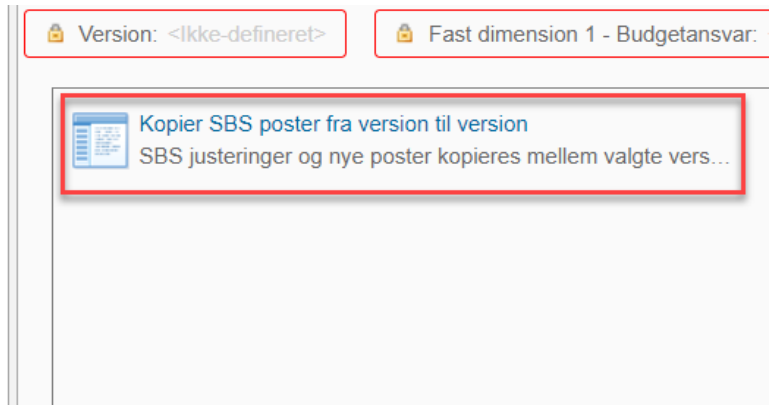 Version: <Ikke-defineret> Fast dimension 1 - Budgetansvar:
Kopier SBS poster fra version til version
SBS justeringer og nye poster kopieres mellem valgte vers...